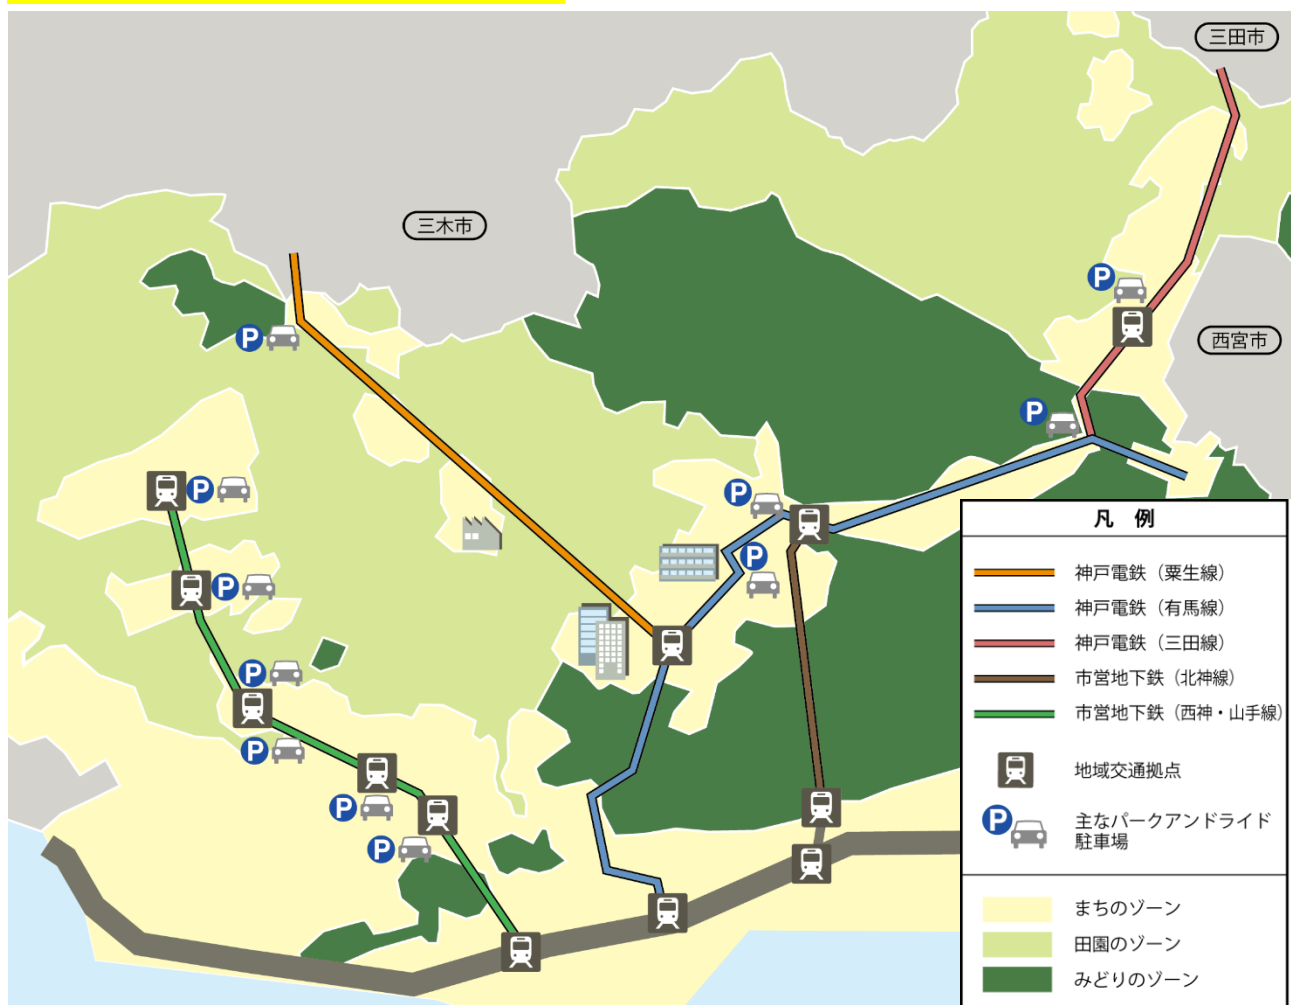 三田市
三木市
西宮市
P
P
P
P
P
P
P
P
P
P
P
凡 例
神戸電鉄（粟生線）
神戸電鉄（有馬線）
神戸電鉄（三田線）
市営地下鉄（北神線）
市営地下鉄（西神・山手線）
地域交通拠点
P
主なパークアンドライド
駐車場
まちのゾーン
田園のゾーン
みどりのゾーン